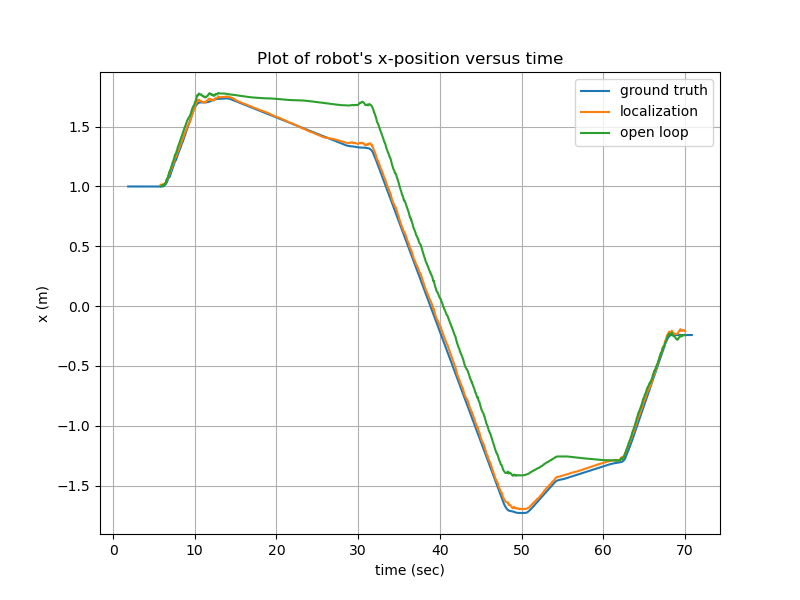 Plot of robot's x-position versus time
ground truth
localization
open loop
1.5
1.0
0.5
0.0
−0.5
−1.0
−1.5
x (m)
0 10 20 30 40 50 60 70
time (sec)